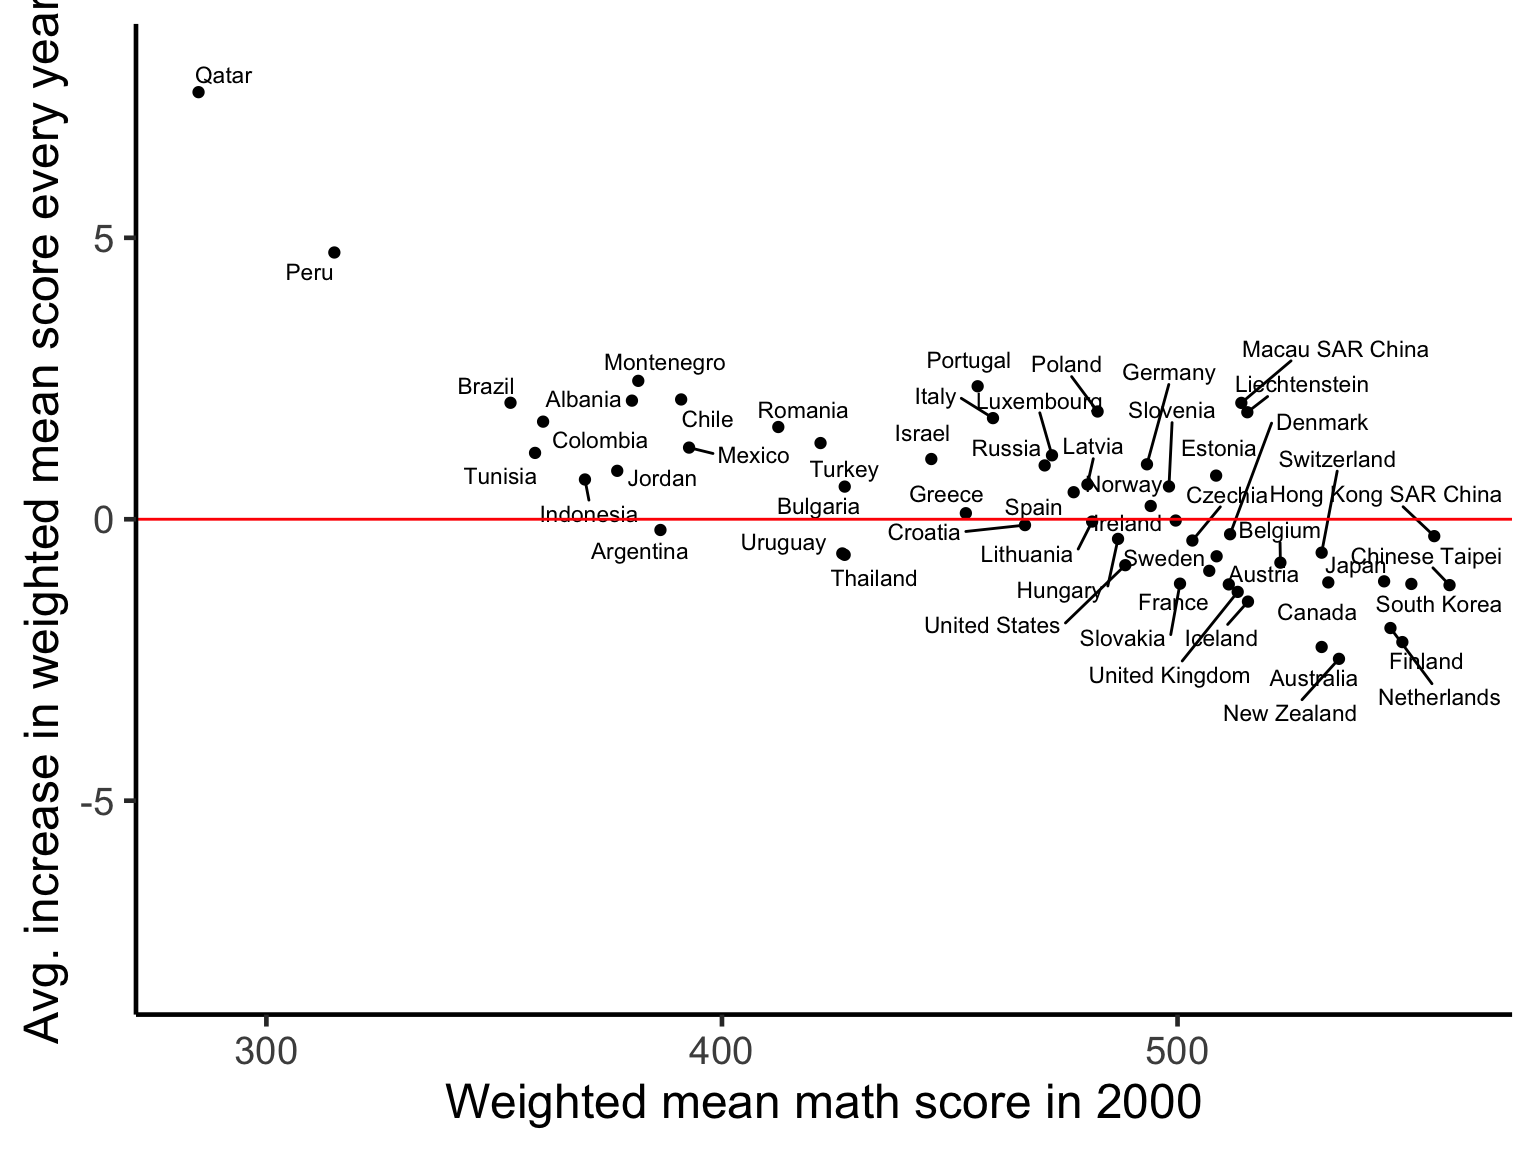 Avg. increase in weighted mean score every year
Qatar
5
Peru
Macau SAR China
Portugal
Poland
Montenegro
Germany
Brazil
Liechtenstein
Italy
Albania
Luxembourg
Romania
Slovenia
Chile
Denmark
Israel
Colombia
Russia
Latvia
Estonia
Mexico
Switzerland
Turkey
Tunisia
Jordan
Norway
Greece
Czechia
Hong Kong SAR China
Bulgaria
Spain
Indonesia
0
Ireland
Croatia
Belgium
Uruguay
Argentina
Lithuania
Sweden
Chinese Taipei
Japan
Austria
Thailand
Hungary
France
South Korea
Canada
United States
Slovakia
Iceland
Finland
United Kingdom
Australia
Netherlands
New Zealand
-5
300
400
500
Weighted mean math score in 2000